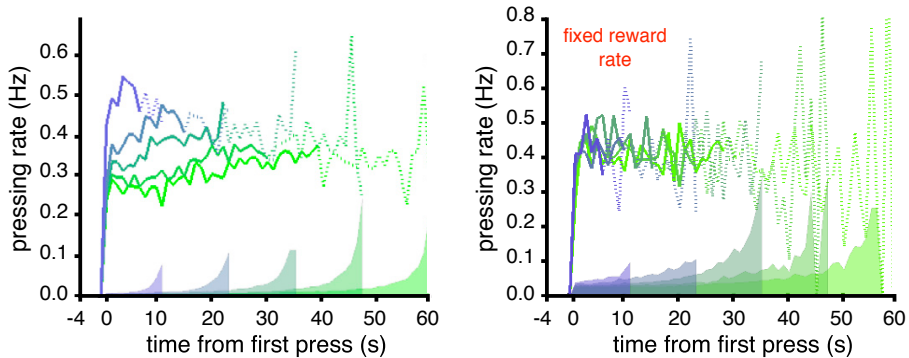 pressing rate (Hz)
0.6
0.5
0.4
0.3
0.2
0.1
0.0
-4 0 10 20 30 40 50 60
time from first press (s)
pressing rate (Hz)
0.8
0.7
0.6
0.5
0.4
0.3
0.2
0.1
0.0
fixed reward
rate
-4 0 10 20 30 40 50 60
time from first press (s)